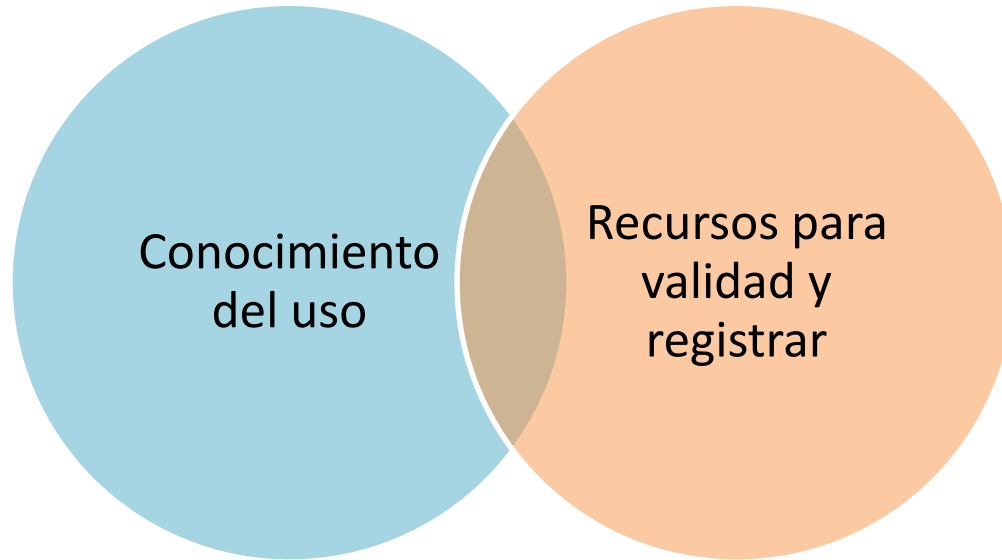 Conocimiento
del uso
Recursos para
validad y
registrar